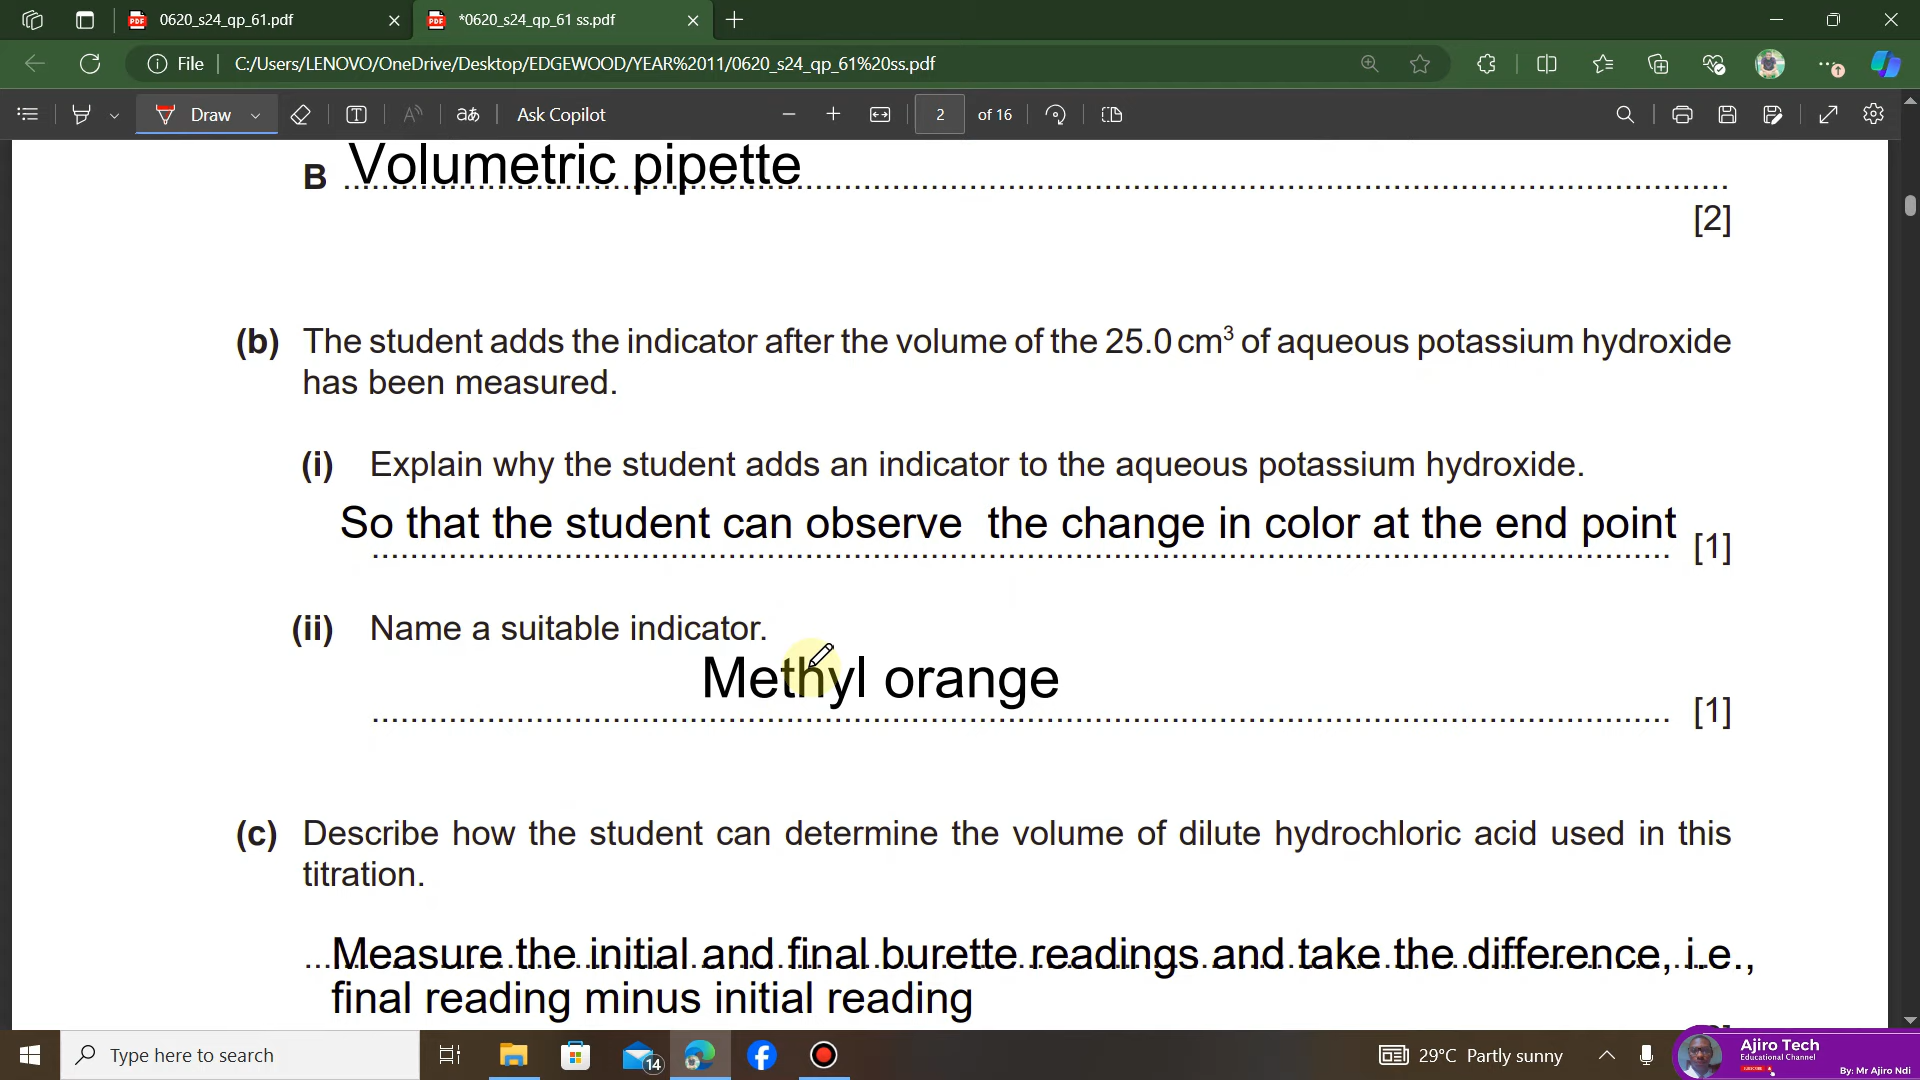 0620_s24_qp_61.pdf
*0620_s24_qp_61 ss.pdf
File
C:/Users/LENOVO/OneDrive/Desktop/EDGEWOOD/YEAR%2011/0620_s24_qp_61%20ss.pdf
Draw
Ask Copilot
2 of 16
B Volumetric pipette
[2]
(b) The student adds the indicator after the volume of the 25.0 cm³ of aqueous potassium hydroxide
has been measured.
(i) Explain why the student adds an indicator to the aqueous potassium hydroxide.
So that the student can observe the change in color at the end point [1]
(ii) Name a suitable indicator.
Methyl orange
[1]
(c) Describe how the student can determine the volume of dilute hydrochloric acid used in this
titration.
Measure the initial and final burette readings and take the difference, i.e.,
final reading minus initial reading
Type here to search
14
29°C Partly sunny
Ajiro Tech
Educational Channel
SUBSCRIBE
By: Mr Ajiro Ndi